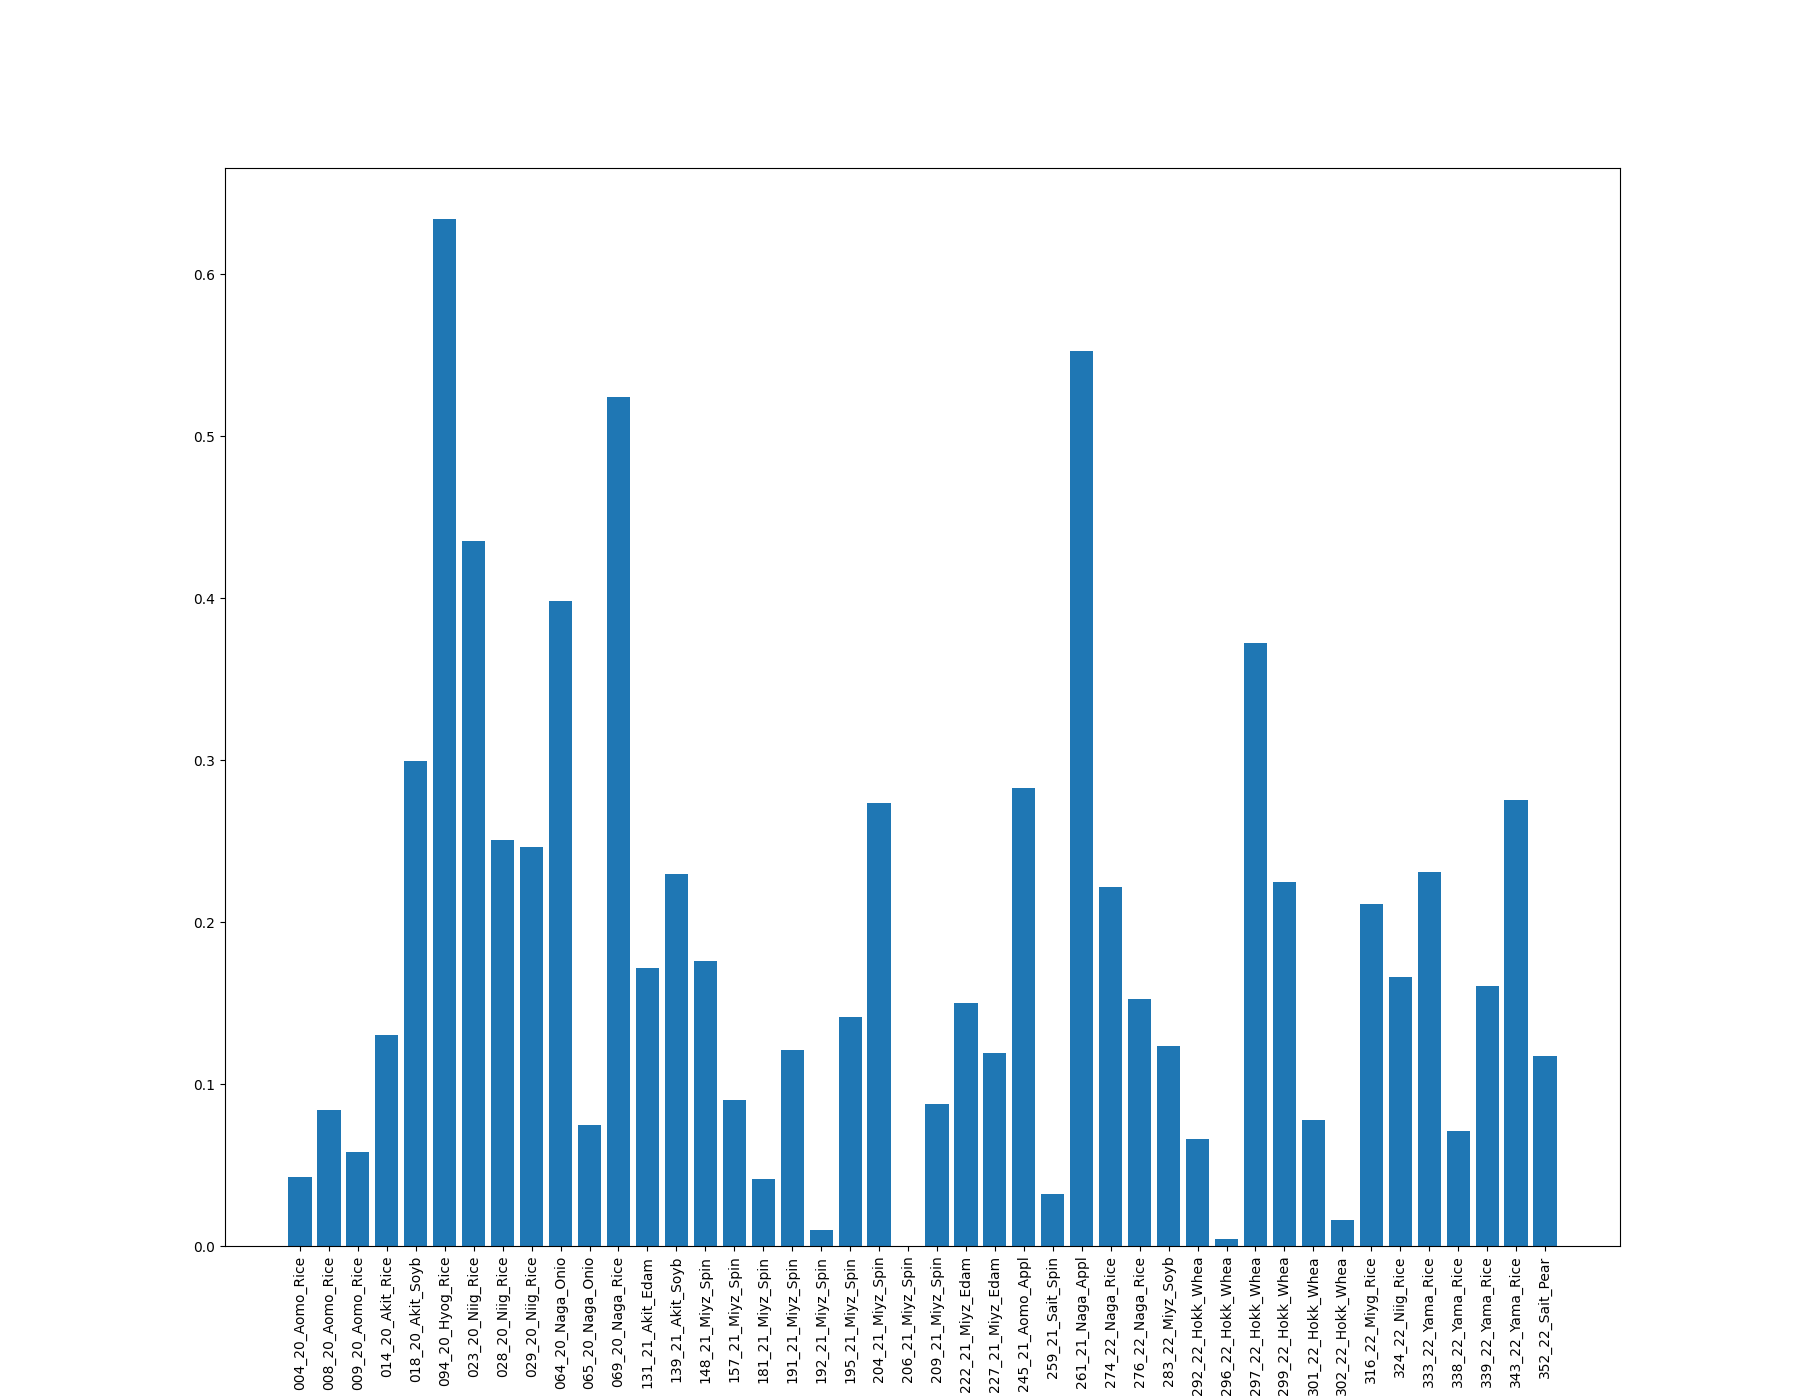 0.6
0.5
0.4
0.3
0.2
0.1
0.0
004_20_Aomo_Rice
008_20_Aomo_Rice
009_20_Aomo_Rice
014_20_Akit_Rice
018_20_Akit_Soyb
094_20_Hyog_Rice
023_20_Niig_Rice
028_20_Niig_Rice
029_20_Niig_Rice
064_20_Naga_Onio
065_20_Naga_Onio
069_20_Naga_Rice
131_21_Akit_Edam
139_21_Akit_Soyb
148_21_Miyz_Spin
157_21_Miyz_Spin
181_21_Miyz_Spin
191_21_Miyz_Spin
192_21_Miyz_Spin
195_21_Miyz_Spin
204_21_Miyz_Spin
206_21_Miyz_Spin
209_21_Miyz_Spin
222_21_Miyz_Edam
227_21_Miyz_Edam
245_21_Aomo_Appl
259_21_Sait_Spin
261_21_Naga_Appl
274_22_Naga_Rice
276_22_Naga_Rice
283_22_Miyz_Soyb
292_22_Hokk_Whea
296_22_Hokk_Whea
297_22_Hokk_Whea
299_22_Hokk_Whea
301_22_Hokk_Whea
302_22_Hokk_Whea
316_22_Miyg_Rice
324_22_Niig_Rice
333_22_Yama_Rice
338_22_Yama_Rice
339_22_Yama_Rice
343_22_Yama_Rice
352_22_Sait_Pear